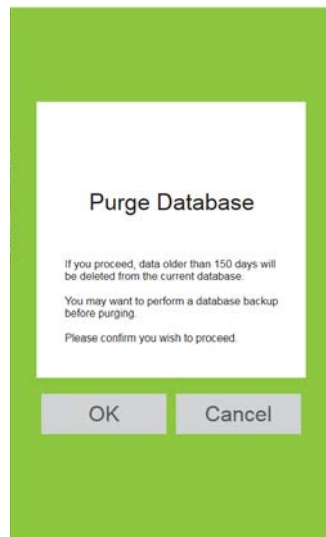 Purge Database
If you proceed, data older than 150 days will
be deleted from the current database.
You may want to perform a database backup
before purging.
Please confirm you wish to proceed.
OK Cancel